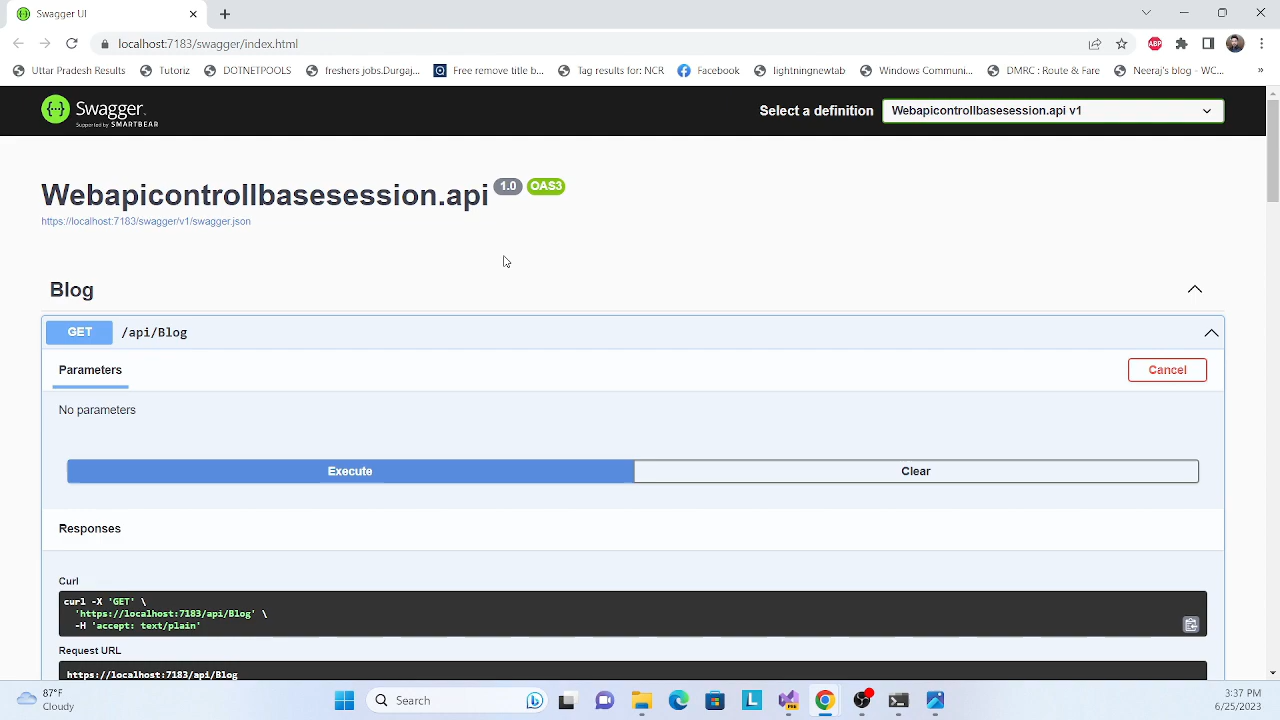 Swagger UI
localhost:7183/swagger/index.html
ABP
Uttar Pradesh Results
Tutoriz
DOTNETPOOLS
freshers jobs.Durgaj...
Free remove title b...
Tag results for: NCR
Facebook
lightningnewtab
Windows Communi...
DMRC : Route & Fare
Neeraj's blog - WC...
»
Swagger.
Supported by SMARTBEAR
Select a definition
Webapicontrollbasesession.api v1
Webapicontrollbasesession.api 1.0 OAS3
https://localhost:7183/swagger/v1/swagger.json
Blog
GET /api/Blog
Parameters
Cancel
No parameters
Execute
Clear
Responses
Curl
curl -X 'GET' \
'https://localhost:7183/api/Blog' \
-H 'accept: text/plain'
Request URL
https://localhost:7183/api/Blog
87°F
Cloudy
Search
L
PRE
3:37 PM
6/25/2023